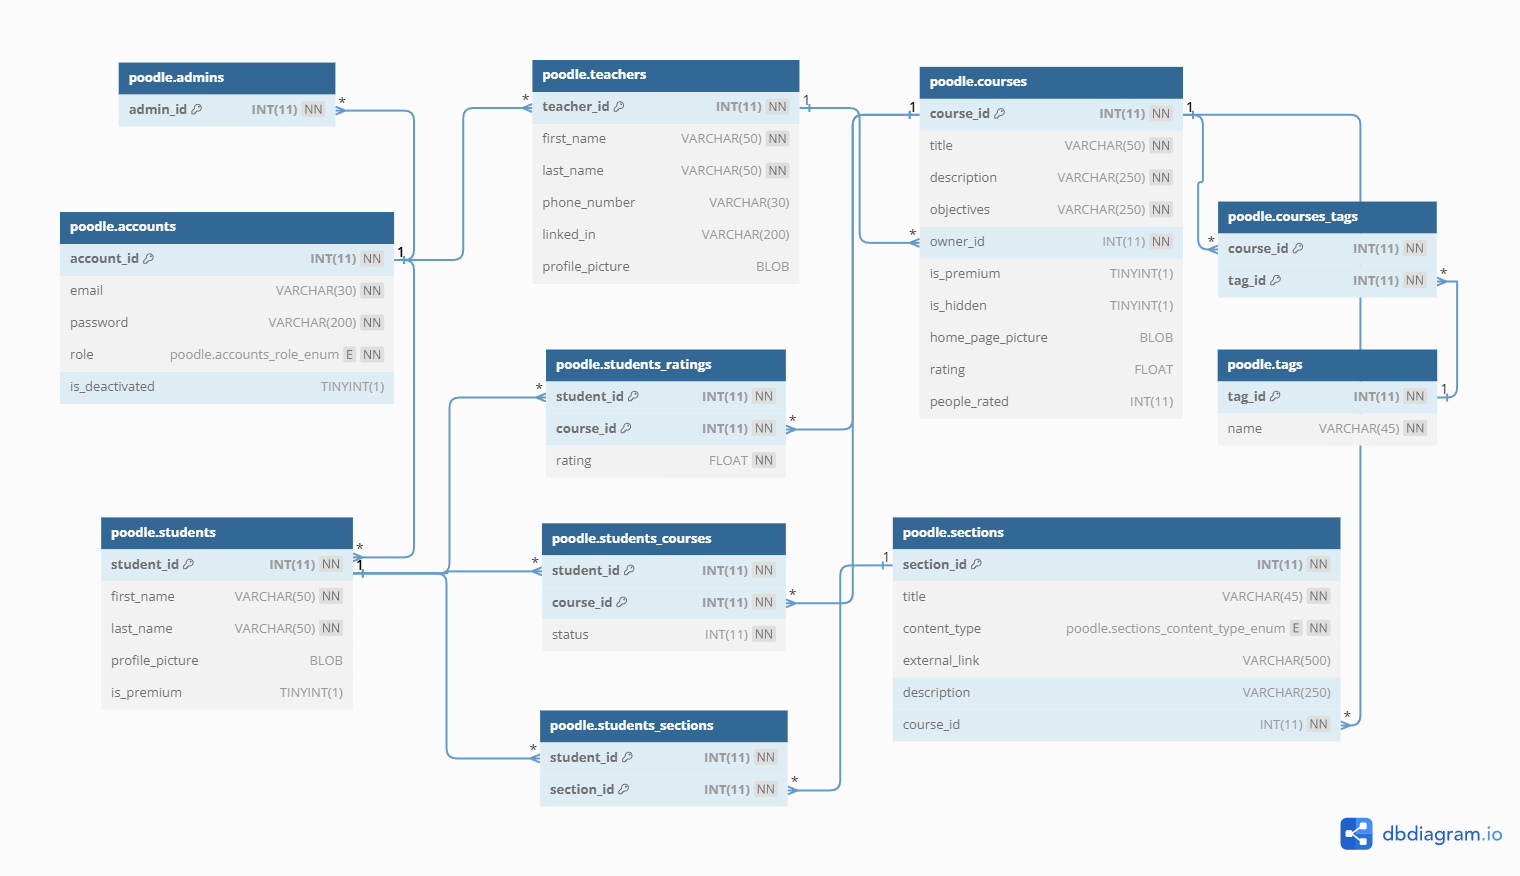 poodle.admins
admin_id INT(11) NN
*
poodle.accounts
account_id INT(11) NN
1
email VARCHAR(30) NN
password VARCHAR(200) NN
role poodle.accounts_role_enum E NN
is_deactivated TINYINT(1)
poodle.students
*
student_id INT(11) NN
1
first_name VARCHAR(50) NN
last_name VARCHAR(50) NN
profile_picture BLOB
is_premium TINYINT(1)
poodle.teachers
*
teacher_id INT(11) NN
1
first_name VARCHAR(50) NN
last_name VARCHAR(50) NN
phone_number VARCHAR(30)
linked_in VARCHAR(200)
profile_picture BLOB
poodle.students_ratings
*
student_id INT(11) NN
course_id INT(11) NN
*
rating FLOAT NN
poodle.students_courses
*
student_id INT(11) NN
course_id INT(11) NN
*
status INT(11) NN
poodle.students_sections
*
student_id INT(11) NN
section_id INT(11) NN
*
poodle.courses
1
course_id INT(11) NN
1
title VARCHAR(50) NN
description VARCHAR(250) NN
objectives VARCHAR(250) NN
*
owner_id INT(11) NN
is_premium TINYINT(1)
is_hidden TINYINT(1)
home_page_picture BLOB
rating FLOAT
people_rated INT(11)
poodle.courses_tags
*
course_id INT(11) NN
tag_id INT(11) NN
*
poodle.tags
tag_id INT(11) NN
1
name VARCHAR(45) NN
poodle.sections
1
section_id INT(11) NN
title VARCHAR(45) NN
content_type poodle.sections_content_type_enum E NN
external_link VARCHAR(500)
description VARCHAR(250)
course_id INT(11) NN
*
dbdiagram.io